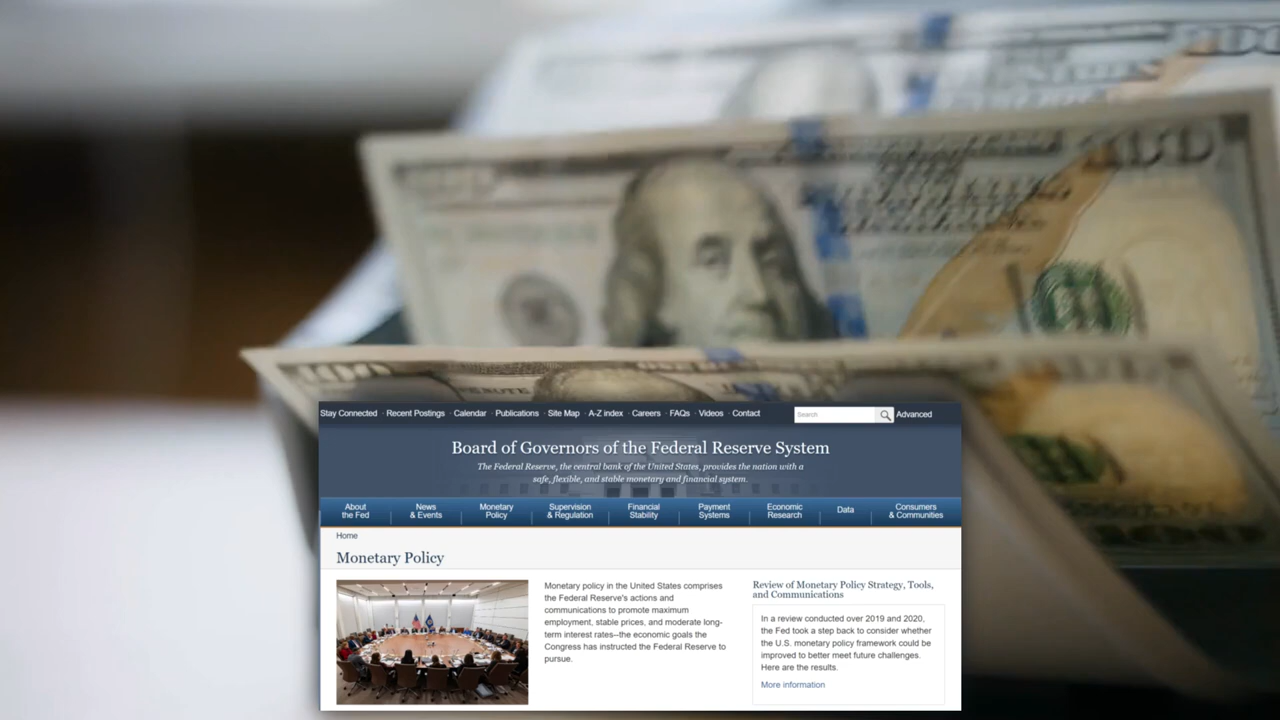 100
100
100
NOTE
Stay Connected · Recent Postings · Calendar · Publications · Site Map · A-Z index · Careers · FAQs · Videos · Contact
Search
Advanced
Board of Governors of the Federal Reserve System
The Federal Reserve, the central bank of the United States, provides the nation with a
safe, flexible, and stable monetary and financial system.
About
the Fed
News
& Events
Monetary
Policy
Supervision
& Regulation
Financial
Stability
Payment
Systems
Economic
Research
Data
Consumers
& Communities
Home
Monetary Policy
Monetary policy in the United States comprises
the Federal Reserve's actions and
communications to promote maximum
employment, stable prices, and moderate long-
term interest rates--the economic goals the
Congress has instructed the Federal Reserve to
pursue.
Review of Monetary Policy Strategy, Tools,
and Communications
In a review conducted over 2019 and 2020,
the Fed took a step back to consider whether
the U.S. monetary policy framework could be
improved to better meet future challenges.
Here are the results.
More information